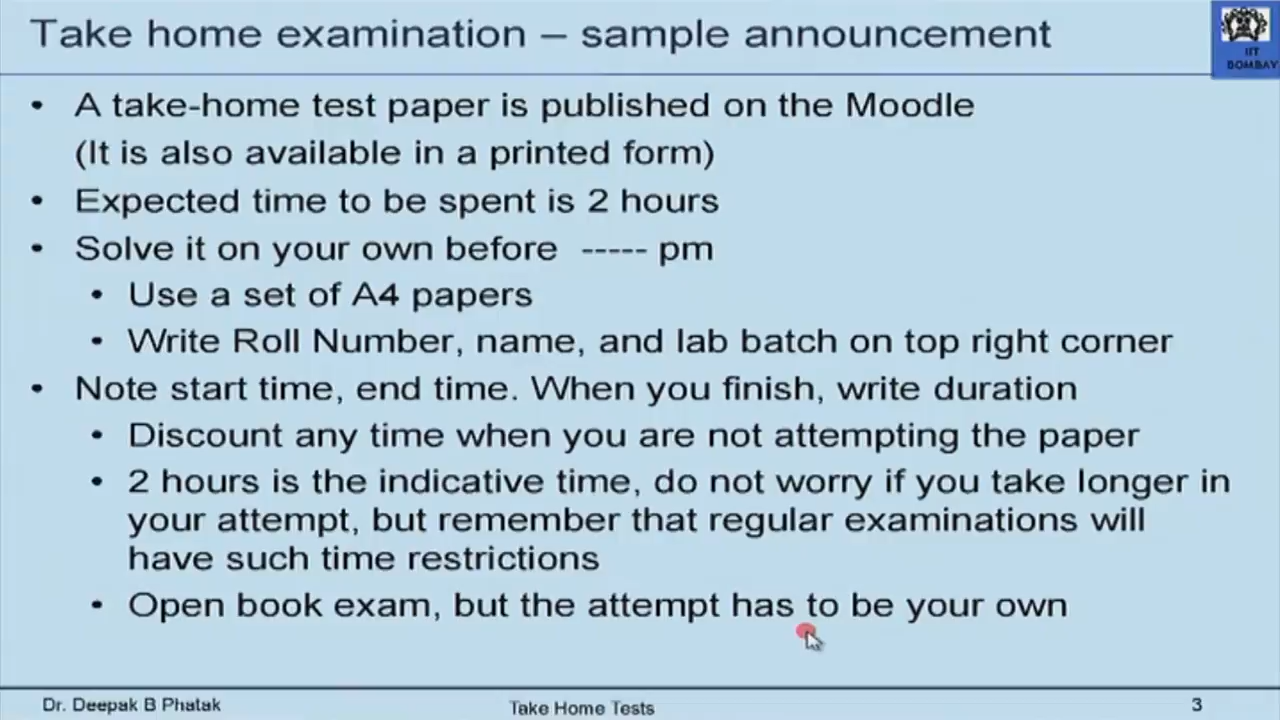 Take home examination – sample announcement
IIT
BOMBAY
• A take-home test paper is published on the Moodle
(It is also available in a printed form)
• Expected time to be spent is 2 hours
• Solve it on your own before ----- pm
• Use a set of A4 papers
• Write Roll Number, name, and lab batch on top right corner
• Note start time, end time. When you finish, write duration
• Discount any time when you are not attempting the paper
• 2 hours is the indicative time, do not worry if you take longer in
your attempt, but remember that regular examinations will
have such time restrictions
• Open book exam, but the attempt has to be your own
Dr. Deepak B Phatak
Take Home Tests
3